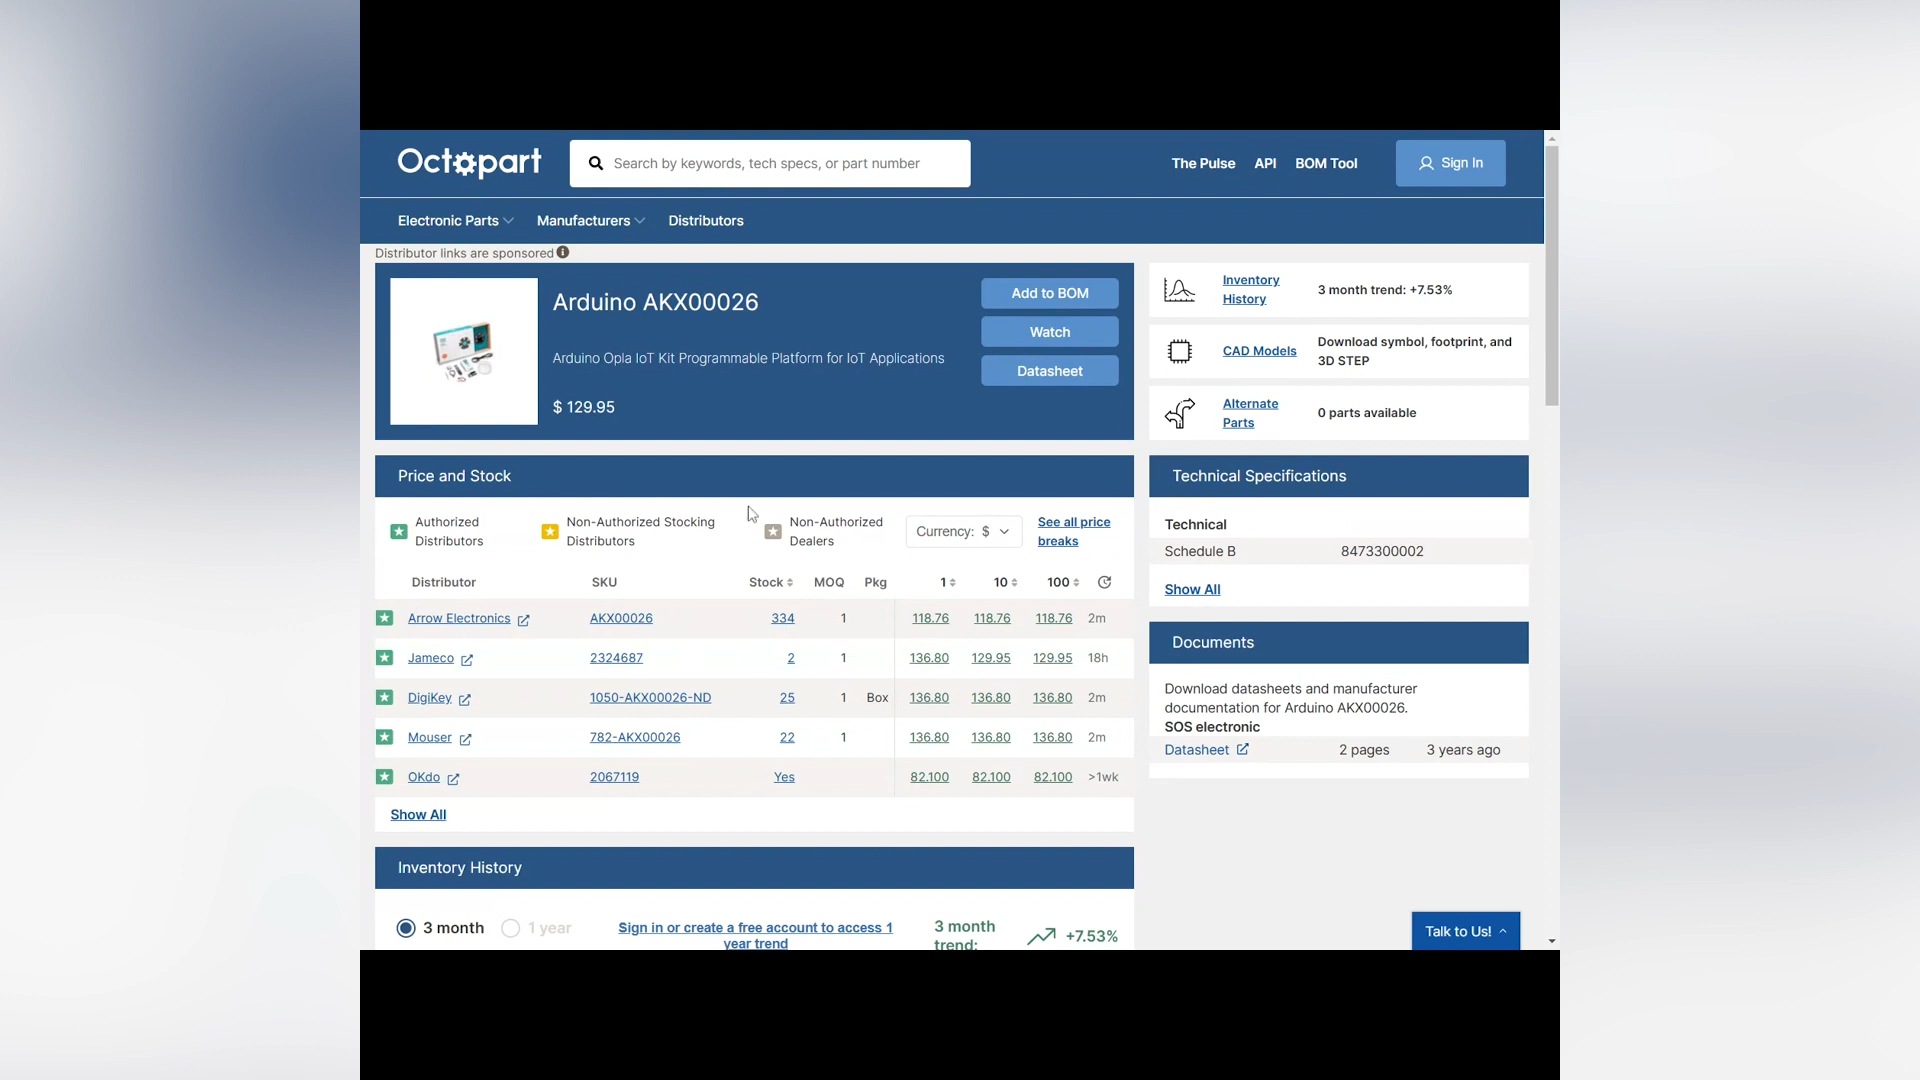 Octopart
Search by keywords, tech specs, or part number
The Pulse
API
BOM Tool
Sign In
Electronic Parts
Manufacturers
Distributors
Distributor links are sponsored
Arduino AKX00026
Arduino Opla IoT Kit Programmable Platform for IoT Applications
$ 129.95
Add to BOM
Watch
Datasheet
Inventory
History
3 month trend: +7.53%
CAD Models
Download symbol, footprint, and
3D STEP
Alternate
Parts
0 parts available
Price and Stock
Authorized
Distributors
Non-Authorized Stocking
Distributors
Non-Authorized
Dealers
Currency: $
See all price
breaks
Distributor SKU Stock MOQ Pkg 1 10 100
Arrow Electronics AKX00026 334 1 118.76 118.76 118.76 2m
Jameco 2324687 2 1 136.80 129.95 129.95 18h
DigiKey 1050-AKX00026-ND 25 1 Box 136.80 136.80 136.80 2m
Mouser 782-AKX00026 22 1 136.80 136.80 136.80 2m
OKdo 2067119 Yes 82.100 82.100 82.100 >1wk
Show All
Technical Specifications
Technical
Schedule B 8473300002
Show All
Documents
Download datasheets and manufacturer
documentation for Arduino AKX00026.
SOS electronic
Datasheet 2 pages 3 years ago
Inventory History
3 month
1 year
Sign in or create a free account to access 1
year trend
3 month
trend:
+7.53%
Talk to Us!